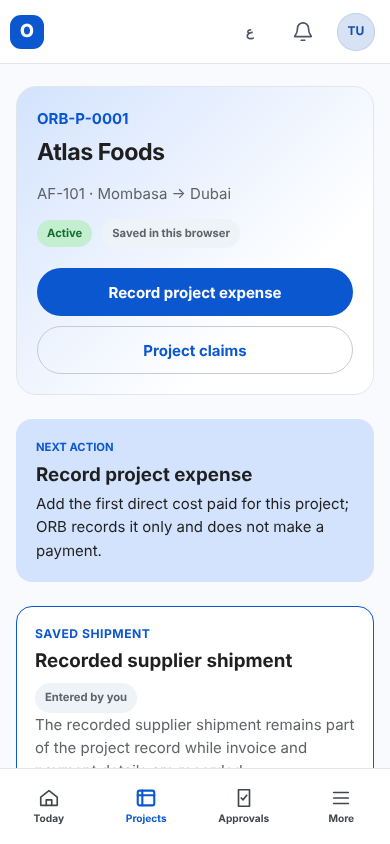 O
ع
TU
ORB-P-0001
Atlas Foods
AF-101 · Mombasa → Dubai
Active
Saved in this browser
Record project expense
Project claims
NEXT ACTION
Record project expense
Add the first direct cost paid for this project;
ORB records it only and does not make a
payment.
SAVED SHIPMENT
Recorded supplier shipment
Entered by you
The recorded supplier shipment remains part
of the project record while invoice and
Today
Projects
Approvals
More